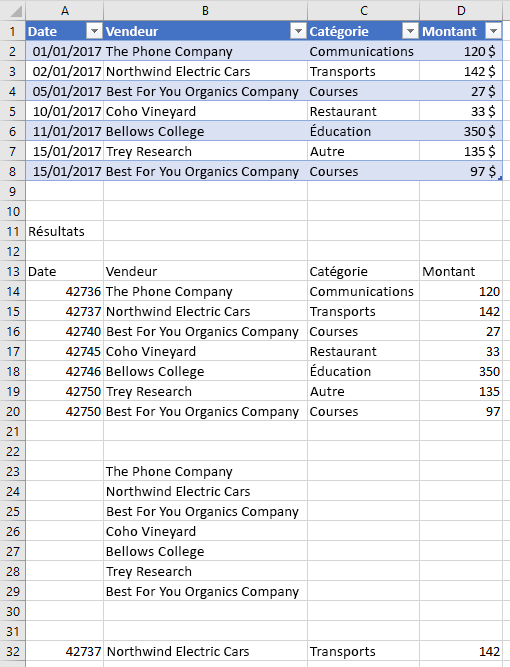 A B C D
1 Date Vendeur Catégorie Montant
2 01/01/2017 The Phone Company Communications 120 $
3 02/01/2017 Northwind Electric Cars Transports 142 $
4 05/01/2017 Best For You Organics Company Courses 27 $
5 10/01/2017 Coho Vineyard Restaurant 33 $
6 11/01/2017 Bellows College Éducation 350 $
7 15/01/2017 Trey Research Autre 135 $
8 15/01/2017 Best For You Organics Company Courses 97 $
9
10
11 Résultats
12
13 Date Vendeur Catégorie Montant
14 42736 The Phone Company Communications 120
15 42737 Northwind Electric Cars Transports 142
16 42740 Best For You Organics Company Courses 27
17 42745 Coho Vineyard Restaurant 33
18 42746 Bellows College Éducation 350
19 42750 Trey Research Autre 135
20 42750 Best For You Organics Company Courses 97
21
22
23 The Phone Company
24 Northwind Electric Cars
25 Best For You Organics Company
26 Coho Vineyard
27 Bellows College
28 Trey Research
29 Best For You Organics Company
30
31
32 42737 Northwind Electric Cars Transports 142